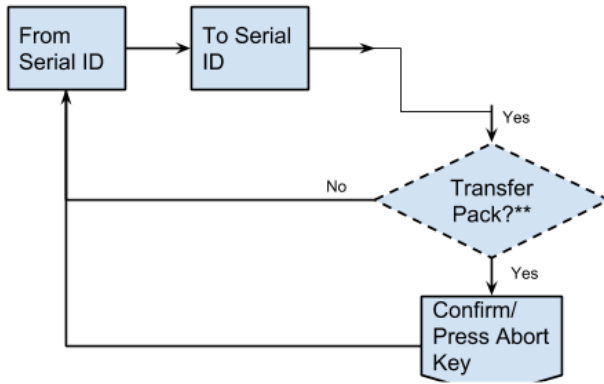 From
Serial ID
To Serial
ID
Yes
No
Transfer
Pack?**
Yes
Confirm/
Press Abort
Key